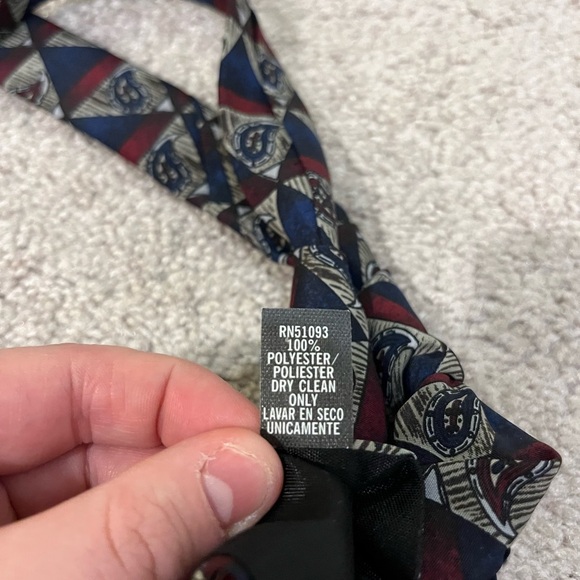 RN51093
100%
POLYESTER/
POLIESTER
DRY CLEAN
ONLY
LAVAR EN SECO
UNICAMENTE